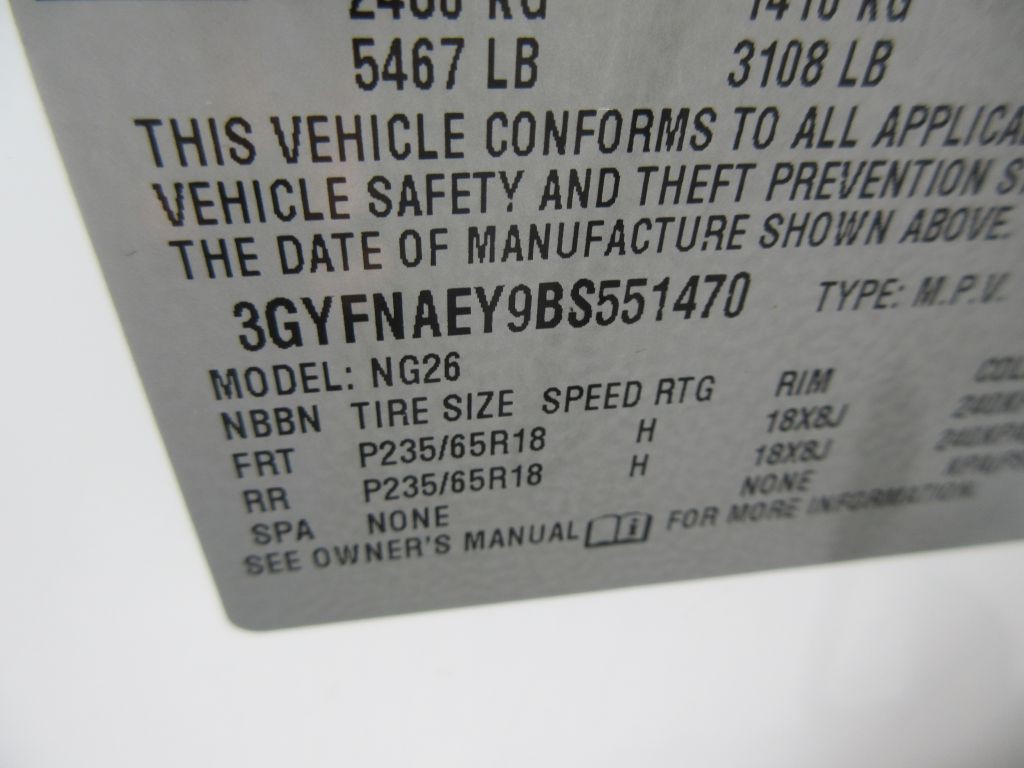 KG KG
5467 LB 3108 LB
THIS VEHICLE CONFORMS TO ALL
VEHICLE SAFETY AND THEFT PREVENTION
THE DATE OF MANUFACTURE SHOWN ABOVE.
3GYFNAEY9BS551470 TYPE: M.P.V.
MODEL: NG26
NBBN TIRE SIZE SPEED RTG RIM
FRT P235/65R18 H 18X8J
RR P235/65R18 H 18X8J
SPA NONE NONE
SEE OWNER'S MANUAL i FOR MORE INFORMATION.